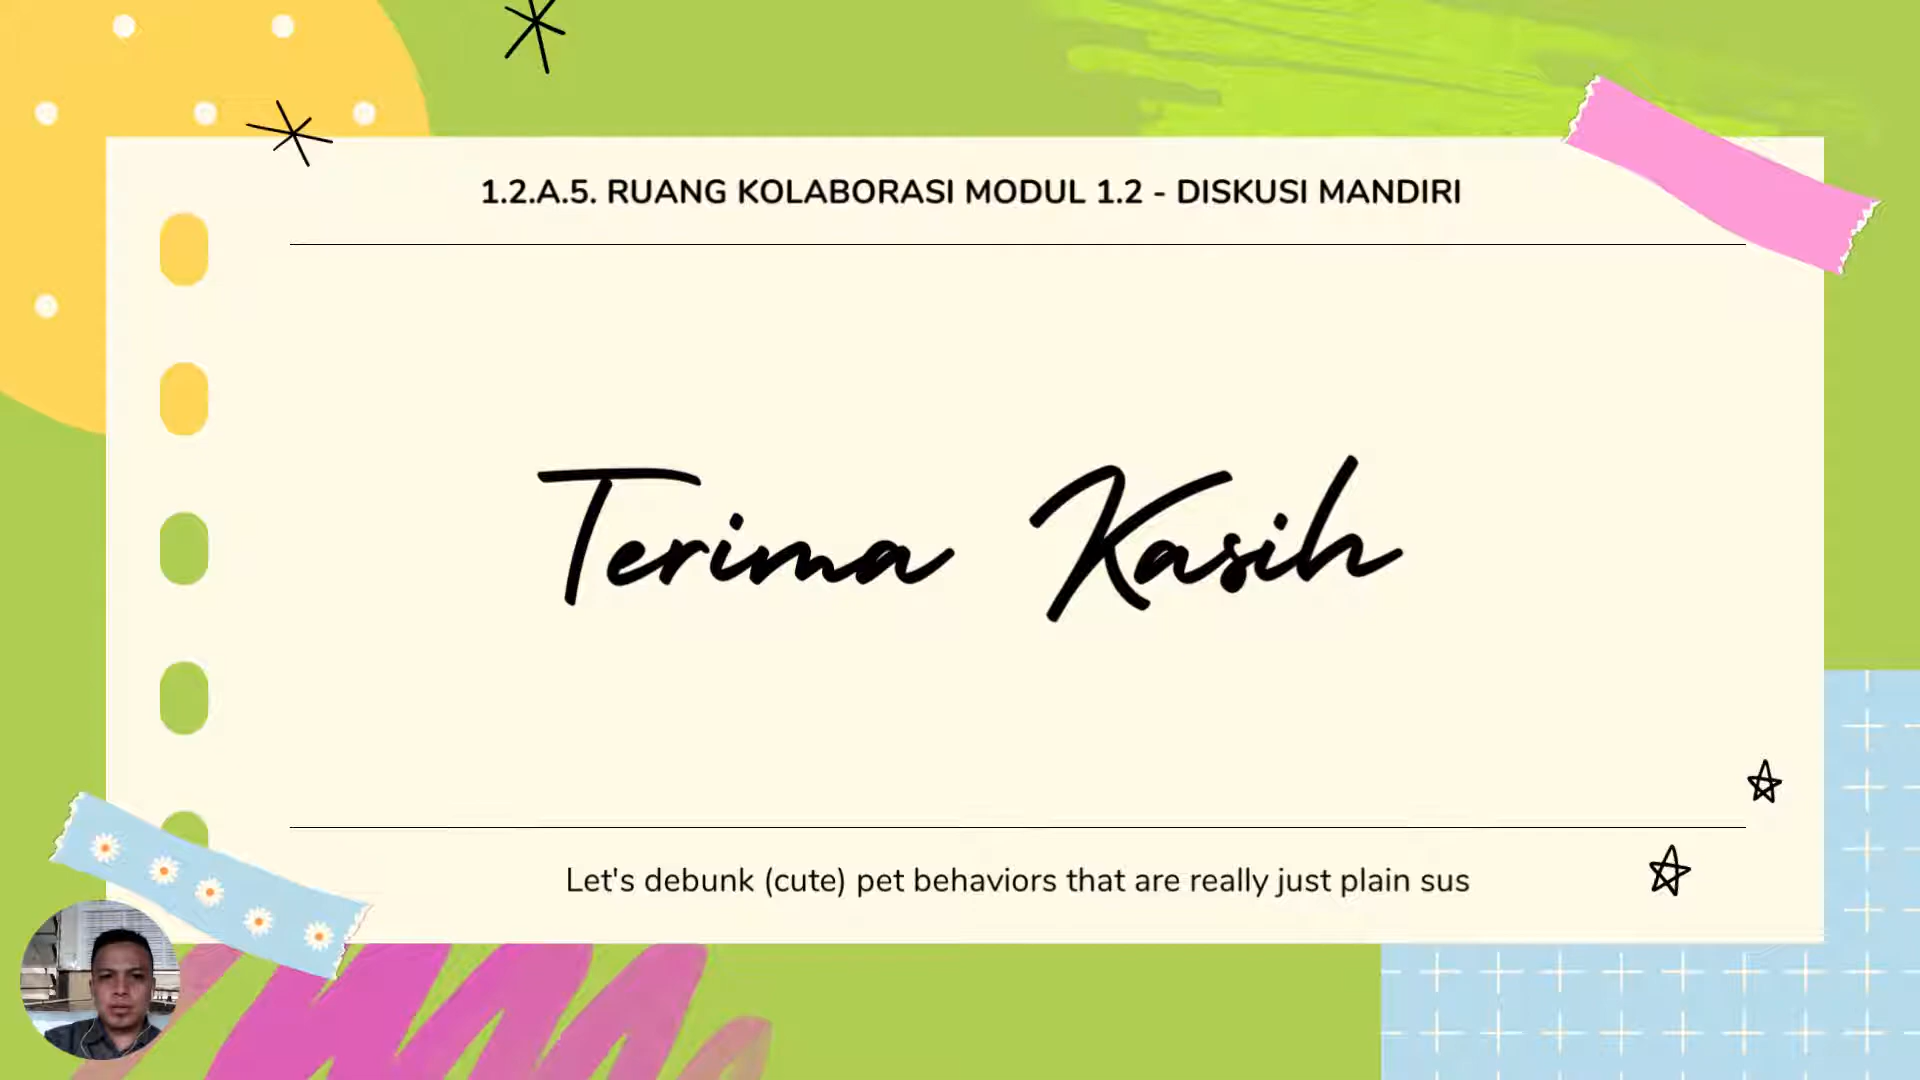 1.2.A.5. RUANG KOLABORASI MODUL 1.2 - DISKUSI MANDIRI
Terima Kasih
Let's debunk (cute) pet behaviors that are really just plain sus